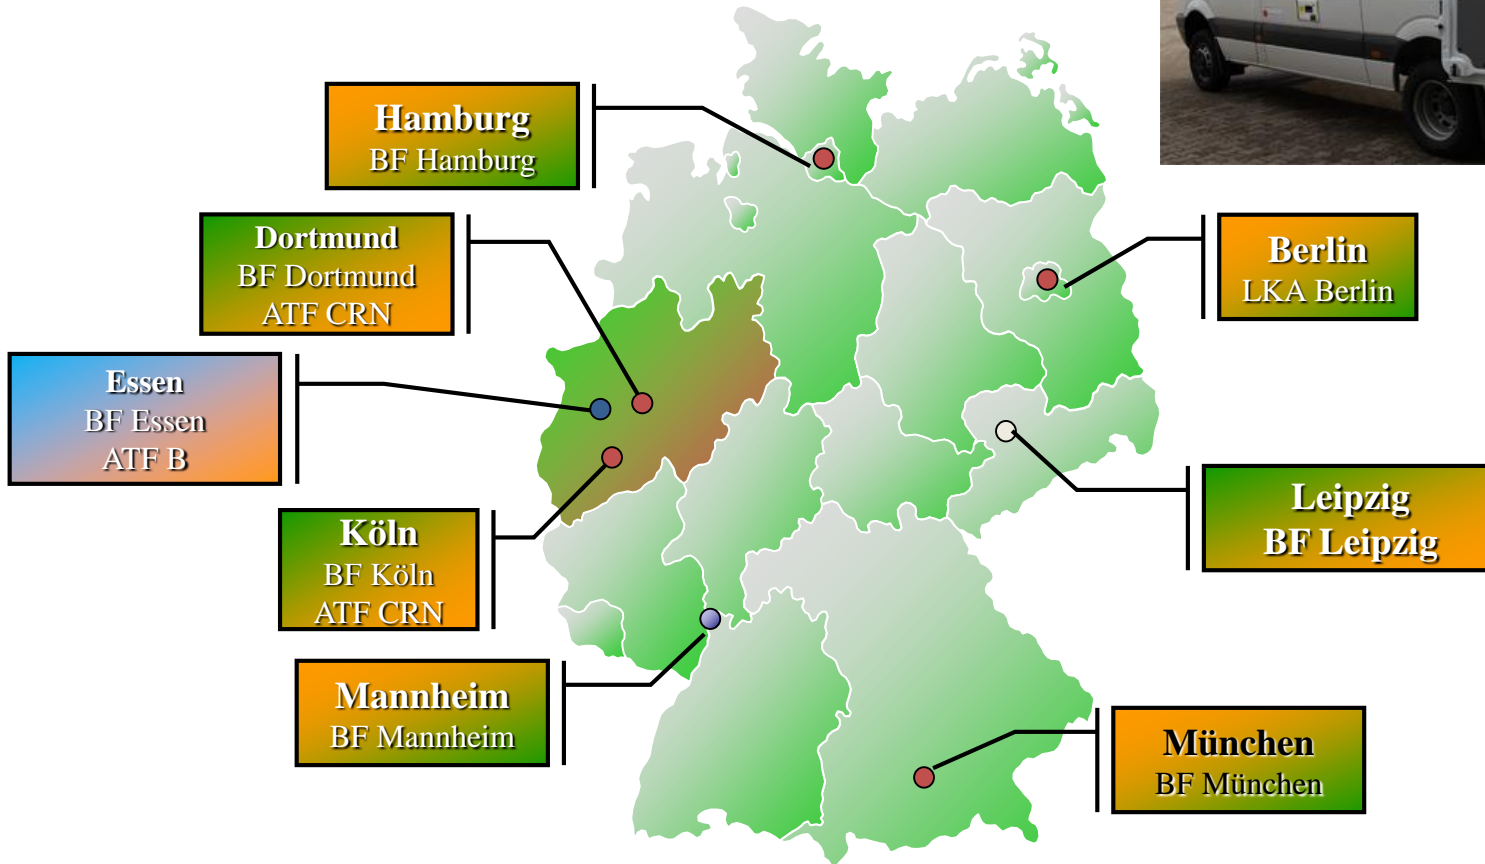 Hamburg
BF Hamburg
Dortmund
BF Dortmund
ATF CRN
Berlin
LKA Berlin
Essen
BF Essen
ATF B
Leipzig
BF Leipzig
Köln
BF Köln
ATF CRN
Mannheim
BF Mannheim
München
BF München